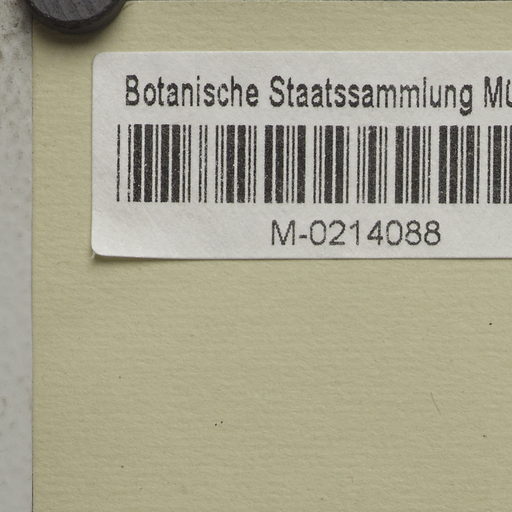 Botanische Staatssammlung MÜ
M-0214088